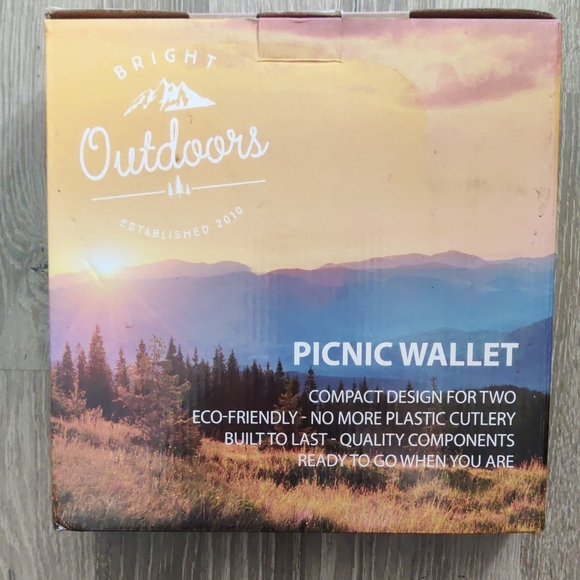 BRIGHT
Outdoors
ESTABLISHED 2010
PICNIC WALLET
COMPACT DESIGN FOR TWO
ECO-FRIENDLY - NO MORE PLASTIC CUTLERY
BUILT TO LAST - QUALITY COMPONENTS
READY TO GO WHEN YOU ARE